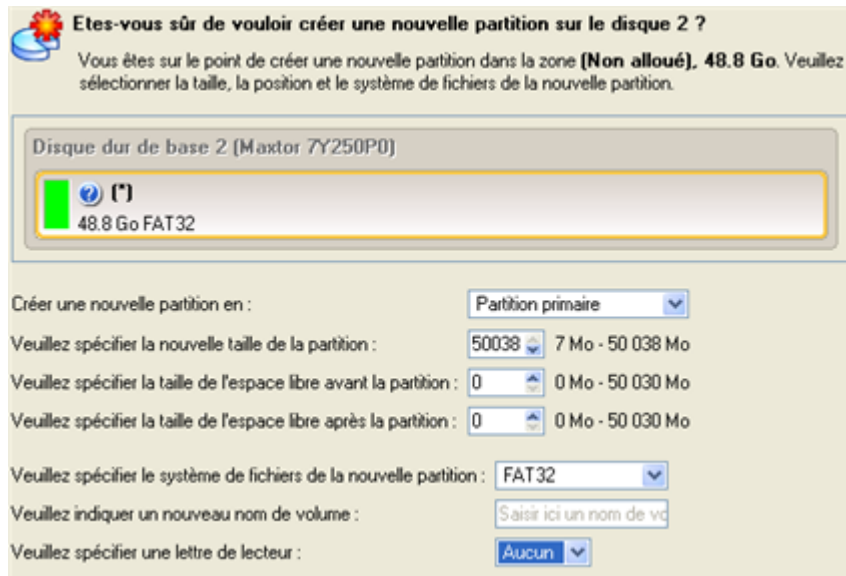 Etes-vous sûr de vouloir créer une nouvelle partition sur le disque 2 ?
Vous êtes sur le point de créer une nouvelle partition dans la zone (Non alloué), 48.8 Go. Veuillez
sélectionner la taille, la position et le système de fichiers de la nouvelle partition.
Disque dur de base 2 (Maxtor 7Y250P0)
(*)
48.8 Go FAT32
Créer une nouvelle partition en : Partition primaire
Veuillez spécifier la nouvelle taille de la partition : 50038 7 Mo - 50 038 Mo
Veuillez spécifier la taille de l'espace libre avant la partition : 0 0 Mo - 50 030 Mo
Veuillez spécifier la taille de l'espace libre après la partition : 0 0 Mo - 50 030 Mo
Veuillez spécifier le système de fichiers de la nouvelle partition : FAT32
Veuillez indiquer un nouveau nom de volume : Saisir ici un nom de vo
Veuillez spécifier une lettre de lecteur : Aucun